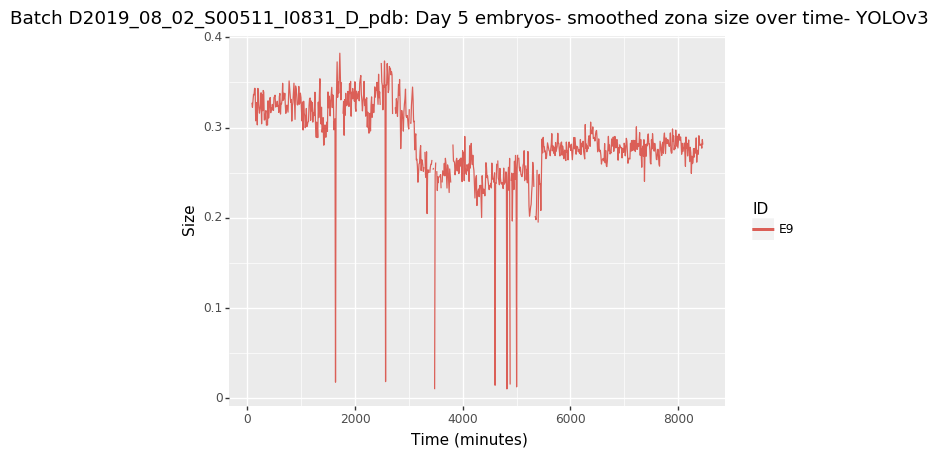 Batch D2019_08_02_S00511_I0831_D_pdb: Day 5 embryos- smoothed zona size over time- YOLOv3
0.4
0.3
0.2
0.1
0
Size
0 2000 4000 6000 8000
Time (minutes)
ID
E9